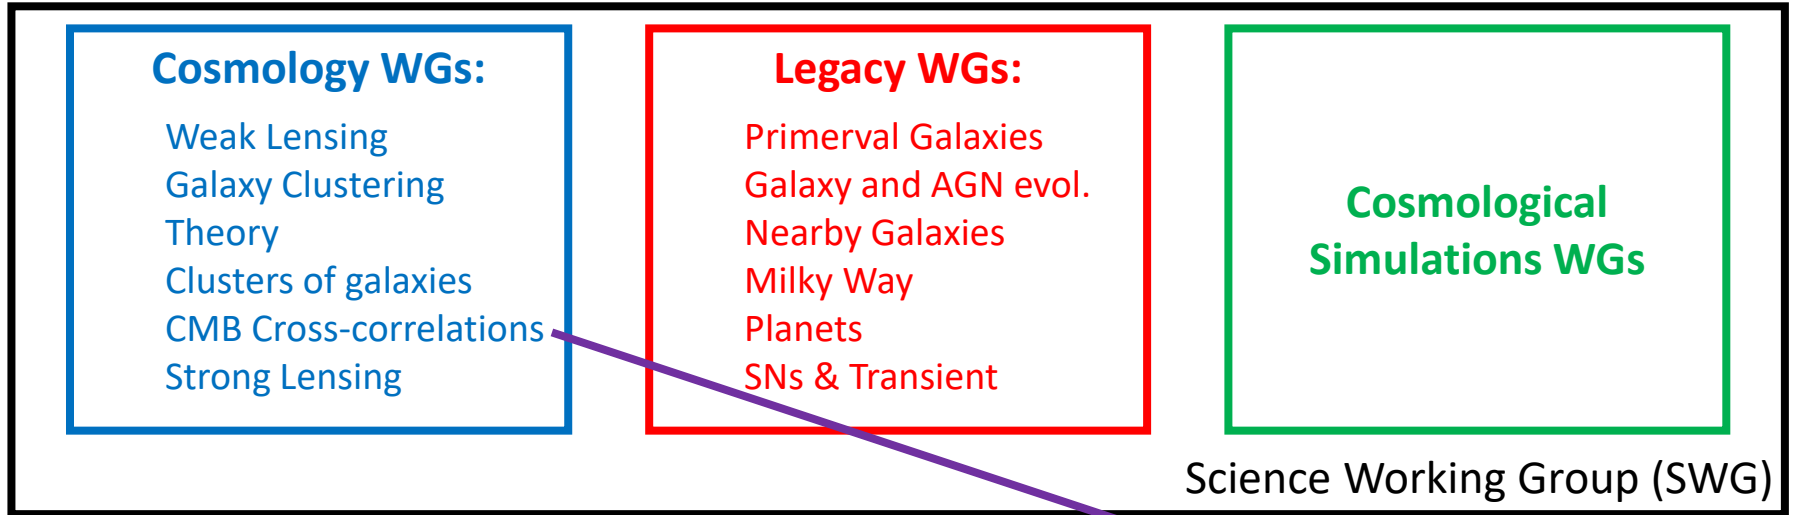 Cosmology WGs:
Weak Lensing
Galaxy Clustering
Theory
Clusters of galaxies
CMB Cross-correlations
Strong Lensing
Legacy WGs:
Primerval Galaxies
Galaxy and AGN evol.
Nearby Galaxies
Milky Way
Planets
SNs & Transient
Cosmological
Simulations WGs
Science Working Group (SWG)